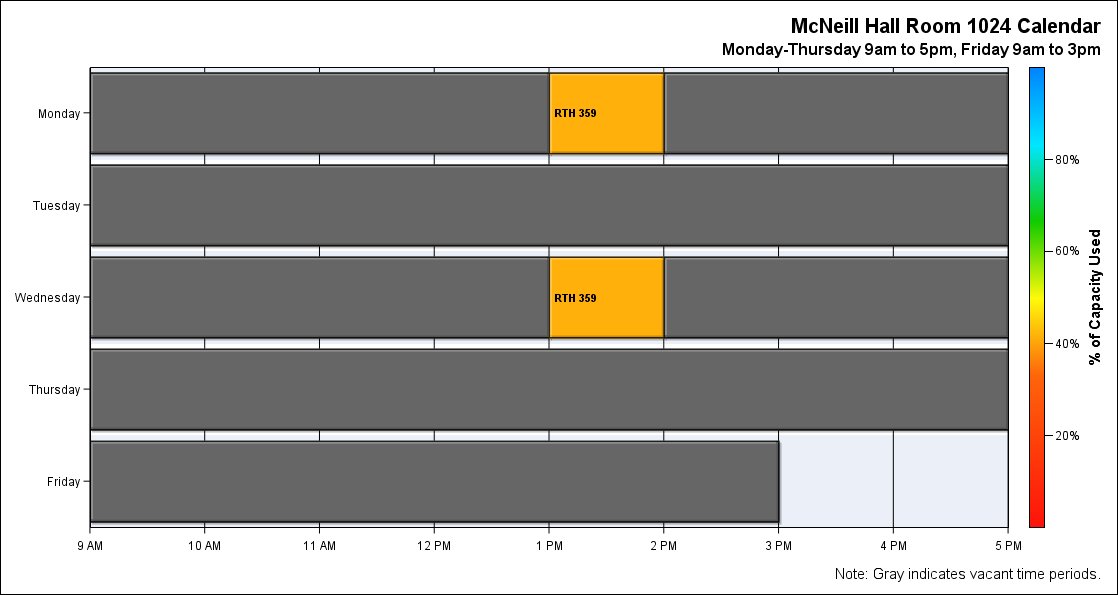 McNeill Hall Room 1024 Calendar
Monday-Thursday 9am to 5pm, Friday 9am to 3pm
Monday
RTH 359
Tuesday
Wednesday
RTH 359
Thursday
Friday
9 AM 10 AM 11 AM 12 PM 1 PM 2 PM 3 PM 4 PM 5 PM
80%
60%
40%
20%
% of Capacity Used
Note: Gray indicates vacant time periods.